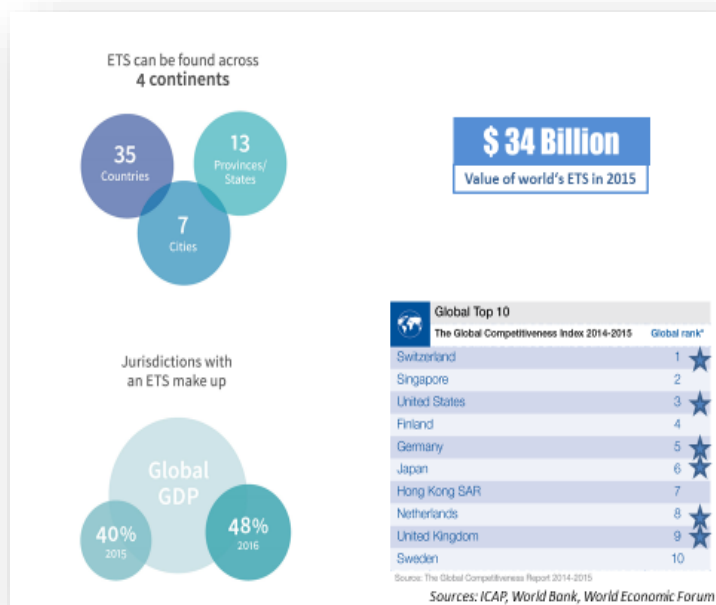 ETS can be found across
4 continents
35
Countries
13
Provinces/
States
7
Cities
$ 34 Billion
Value of world's ETS in 2015
Jurisdictions with
an ETS make up
Global
GDP
40%
2015
48%
2016
Global Top 10
The Global Competitiveness Index 2014-2015 Global rank*
Switzerland 1
Singapore 2
United States 3
Finland 4
Germany 5
Japan 6
Hong Kong SAR 7
Netherlands 8
United Kingdom 9
Sweden 10
Source: The Global Competitiveness Report 2014-2015
Sources: ICAP, World Bank, World Economic Forum